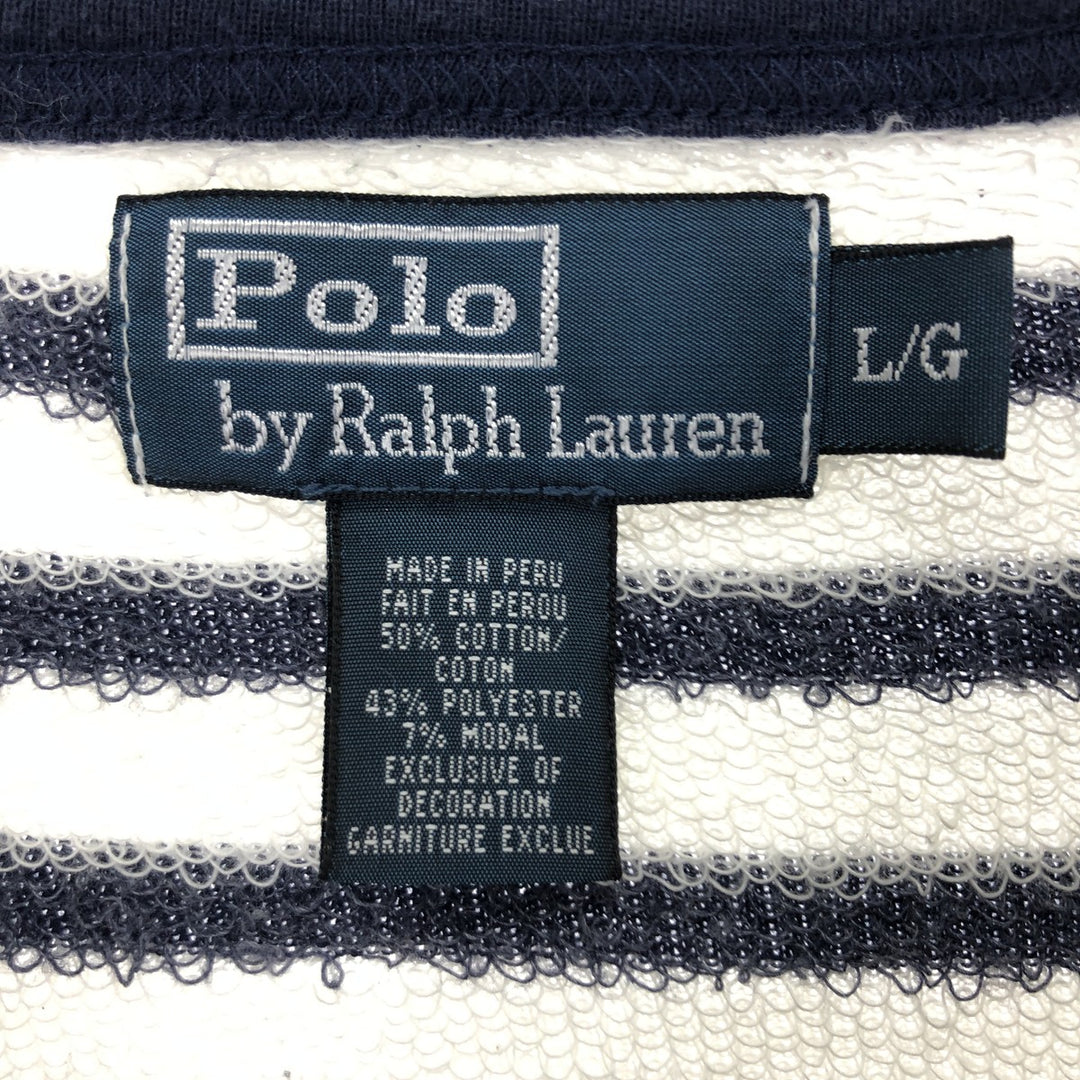 Polo
by Ralph Lauren
L/G
MADE IN PERU
FAIT EN PEROU
50% COTTON/
COTON
43% POLYESTER
7% MODAL
EXCLUSIVE OF
DECORATION
GARNITURE EXCLUE